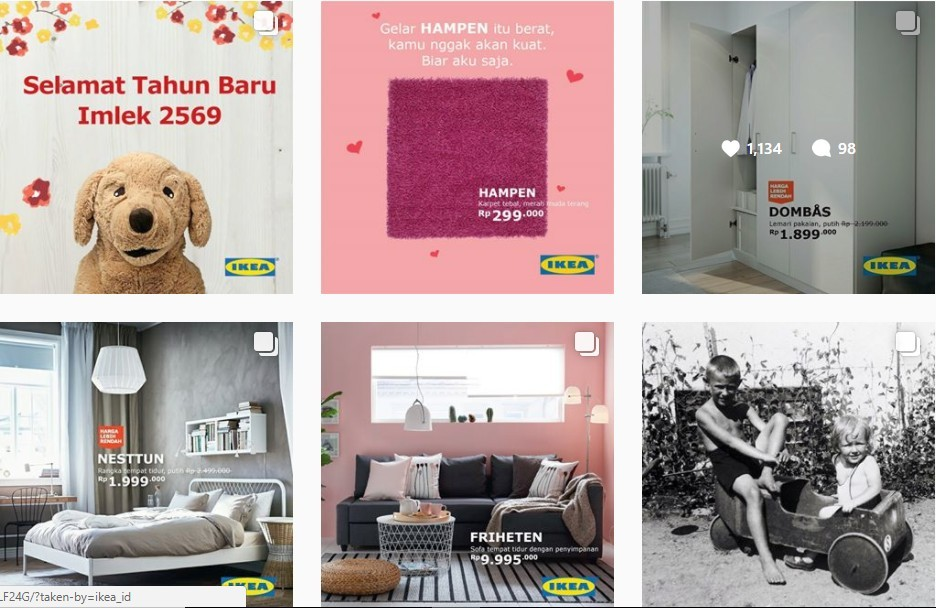 Selamat Tahun Baru
Imlek 2569
IKEA
Gelar HAMPEN itu berat,
kamu nggak akan kuat.
Biar aku saja.
HAMPEN
Karpet tebal, merah muda terang
Rp 299.000
IKEA
1,134 98
HARGA
LEBIH
RENDAH
DOMBÅS
Lemari pakaian, putih Rp 2.199.000
Rp 1.899.000
IKEA
HARGA
LEBIH
RENDAH
NESTTUN
Rangka tempat tidur, putih Rp 2.499.000
Rp 1.999.000
IKEA
FRIHETEN
Sofa tempat tidur dengan penyimpanan
Rp 9.995.000
IKEA
LF24G/?taken-by=ikea_id